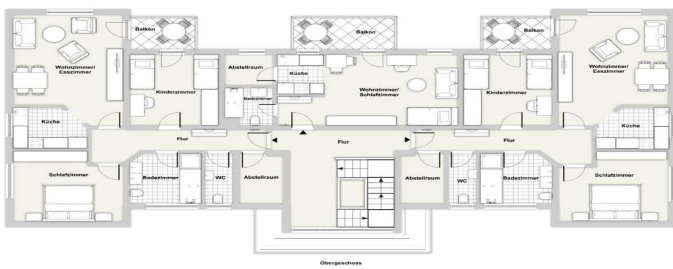 Balkon
Balkon
Balkon
Wohnzimmer/
Esszimmer
Abstellraum
Küche
Wohnzimmer/
Schlafzimmer
Kinderzimmer
Badezimmer
Kinderzimmer
Wohnzimmer/
Esszimmer
Küche
Küche
Flur
Flur
Flur
Schlafzimmer
Badezimmer
WC
Abstellraum
Abstellraum
WC
Badezimmer
Schlafzimmer
Obergeschoss